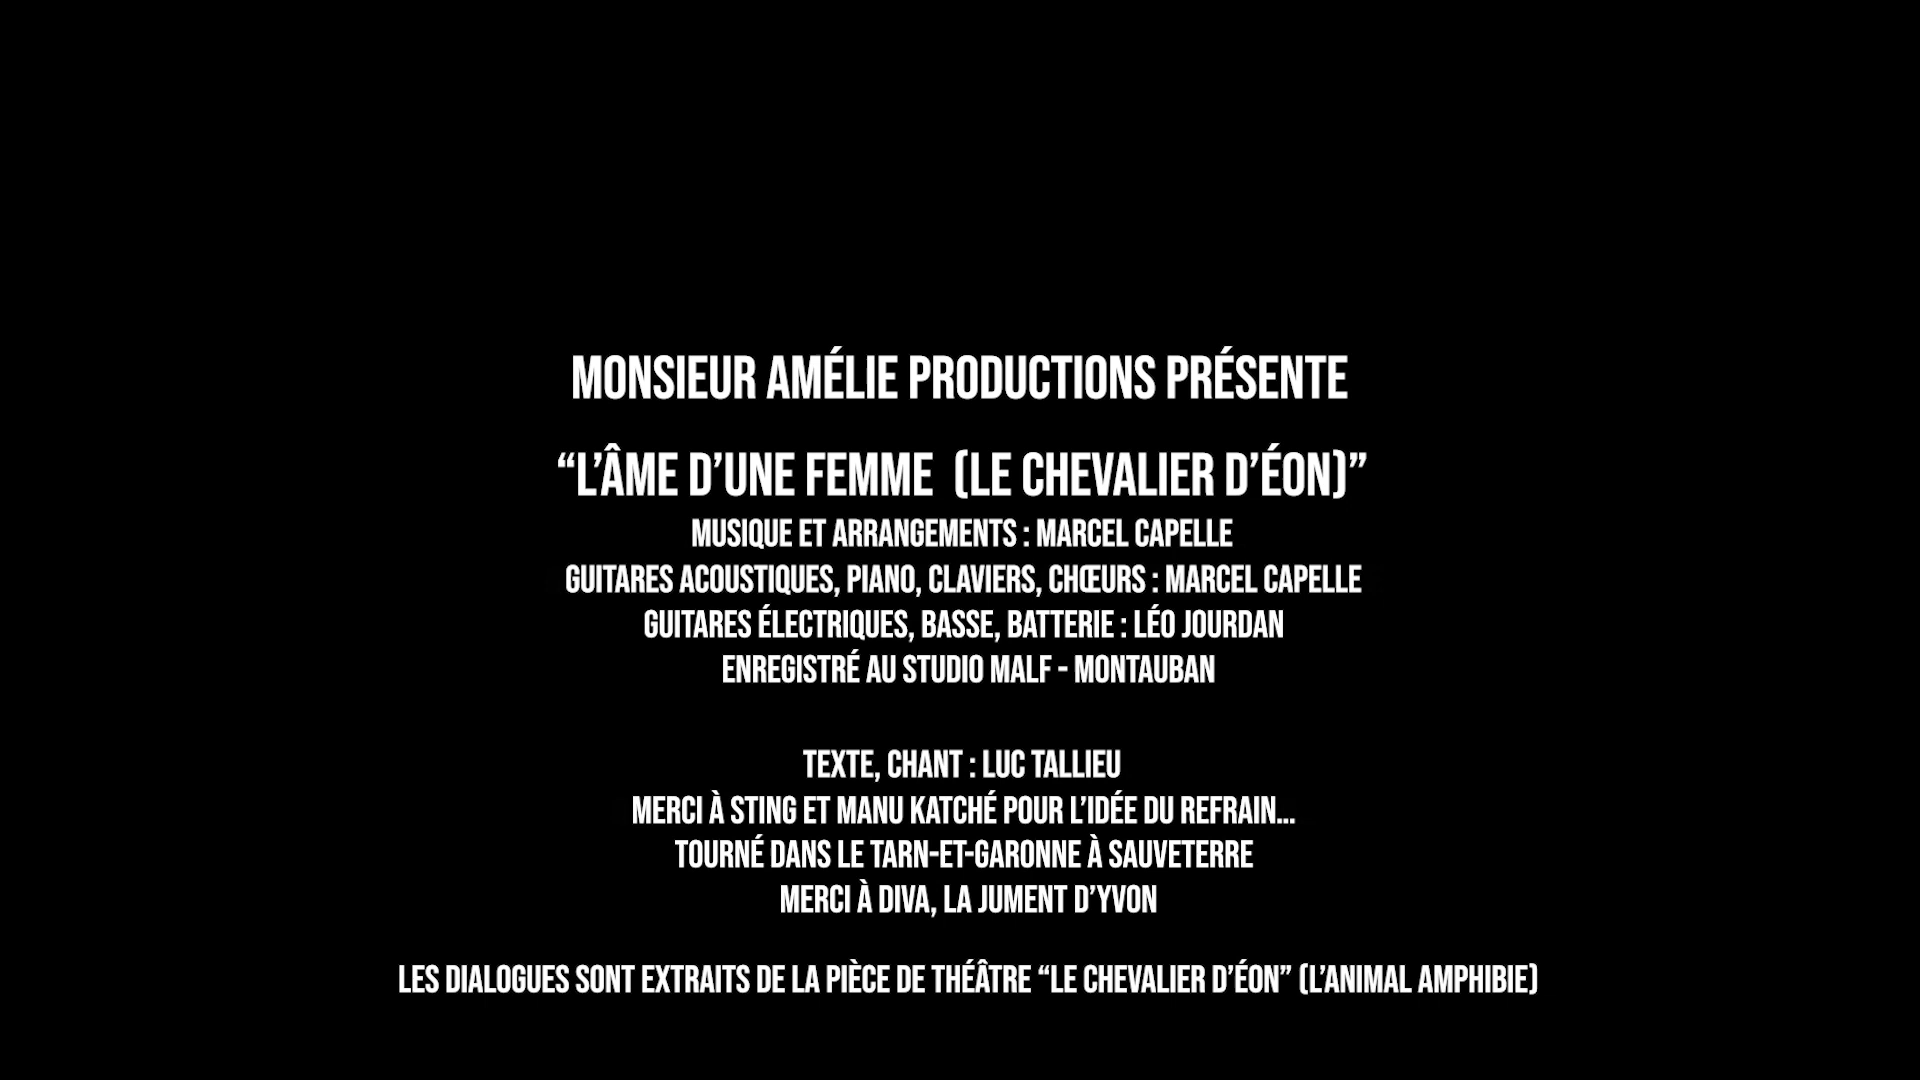 MONSIEUR AMÉLIE PRODUCTIONS PRÉSENTE
“L’ÂME D’UNE FEMME (LE CHEVALIER D’ÉON)”
MUSIQUE ET ARRANGEMENTS : MARCEL CAPELLE
GUITARES ACOUSTIQUES, PIANO, CLAVIERS, CHŒURS : MARCEL CAPELLE
GUITARES ÉLECTRIQUES, BASSE, BATTERIE : LÉO JOURDAN
ENREGISTRÉ AU STUDIO MALF - MONTAUBAN
TEXTE, CHANT : LUC TALLIEU
MERCI À STING ET MANU KATCHÉ POUR L’IDÉE DU REFRAIN...
TOURNÉ DANS LE TARN-ET-GARONNE À SAUVETERRE
MERCI À DIVA, LA JUMENT D’YVON
LES DIALOGUES SONT EXTRAITS DE LA PIÈCE DE THÉÂTRE “LE CHEVALIER D’ÉON” (L’ANIMAL AMPHIBIE)